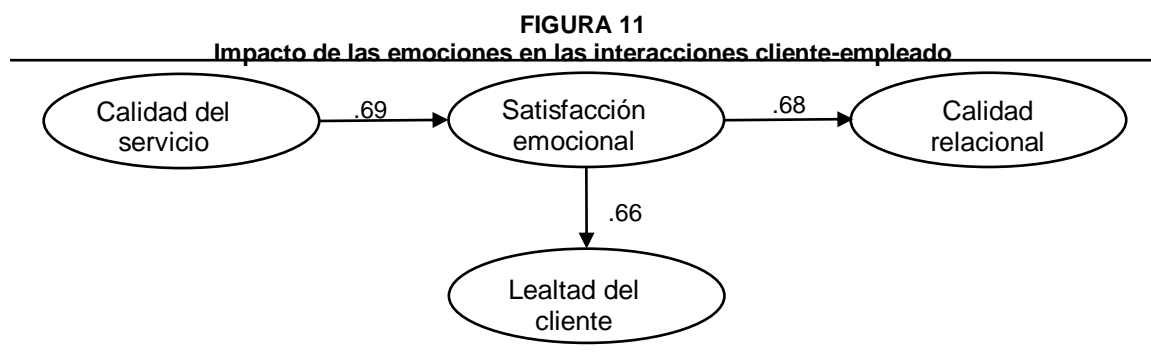 FIGURA 11
Impacto de las emociones en las interacciones cliente-empleado
Calidad del
servicio
.69
Satisfacción
emocional
.68
Calidad
relacional
.66
Lealtad del
cliente